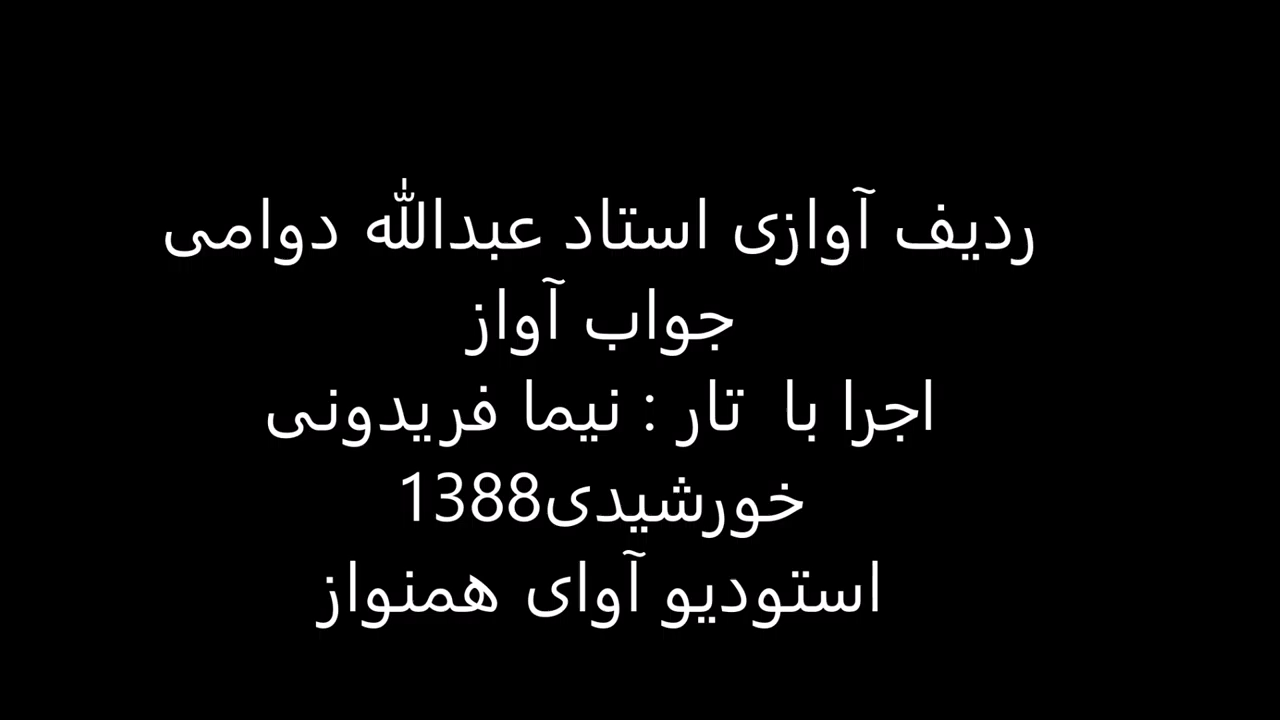 ردیف آوازی استاد عبدالله دوامی
جواب آواز
اجرا با  تار : نیما فریدونی
خورشیدی1388
استودیو آوای همنواز